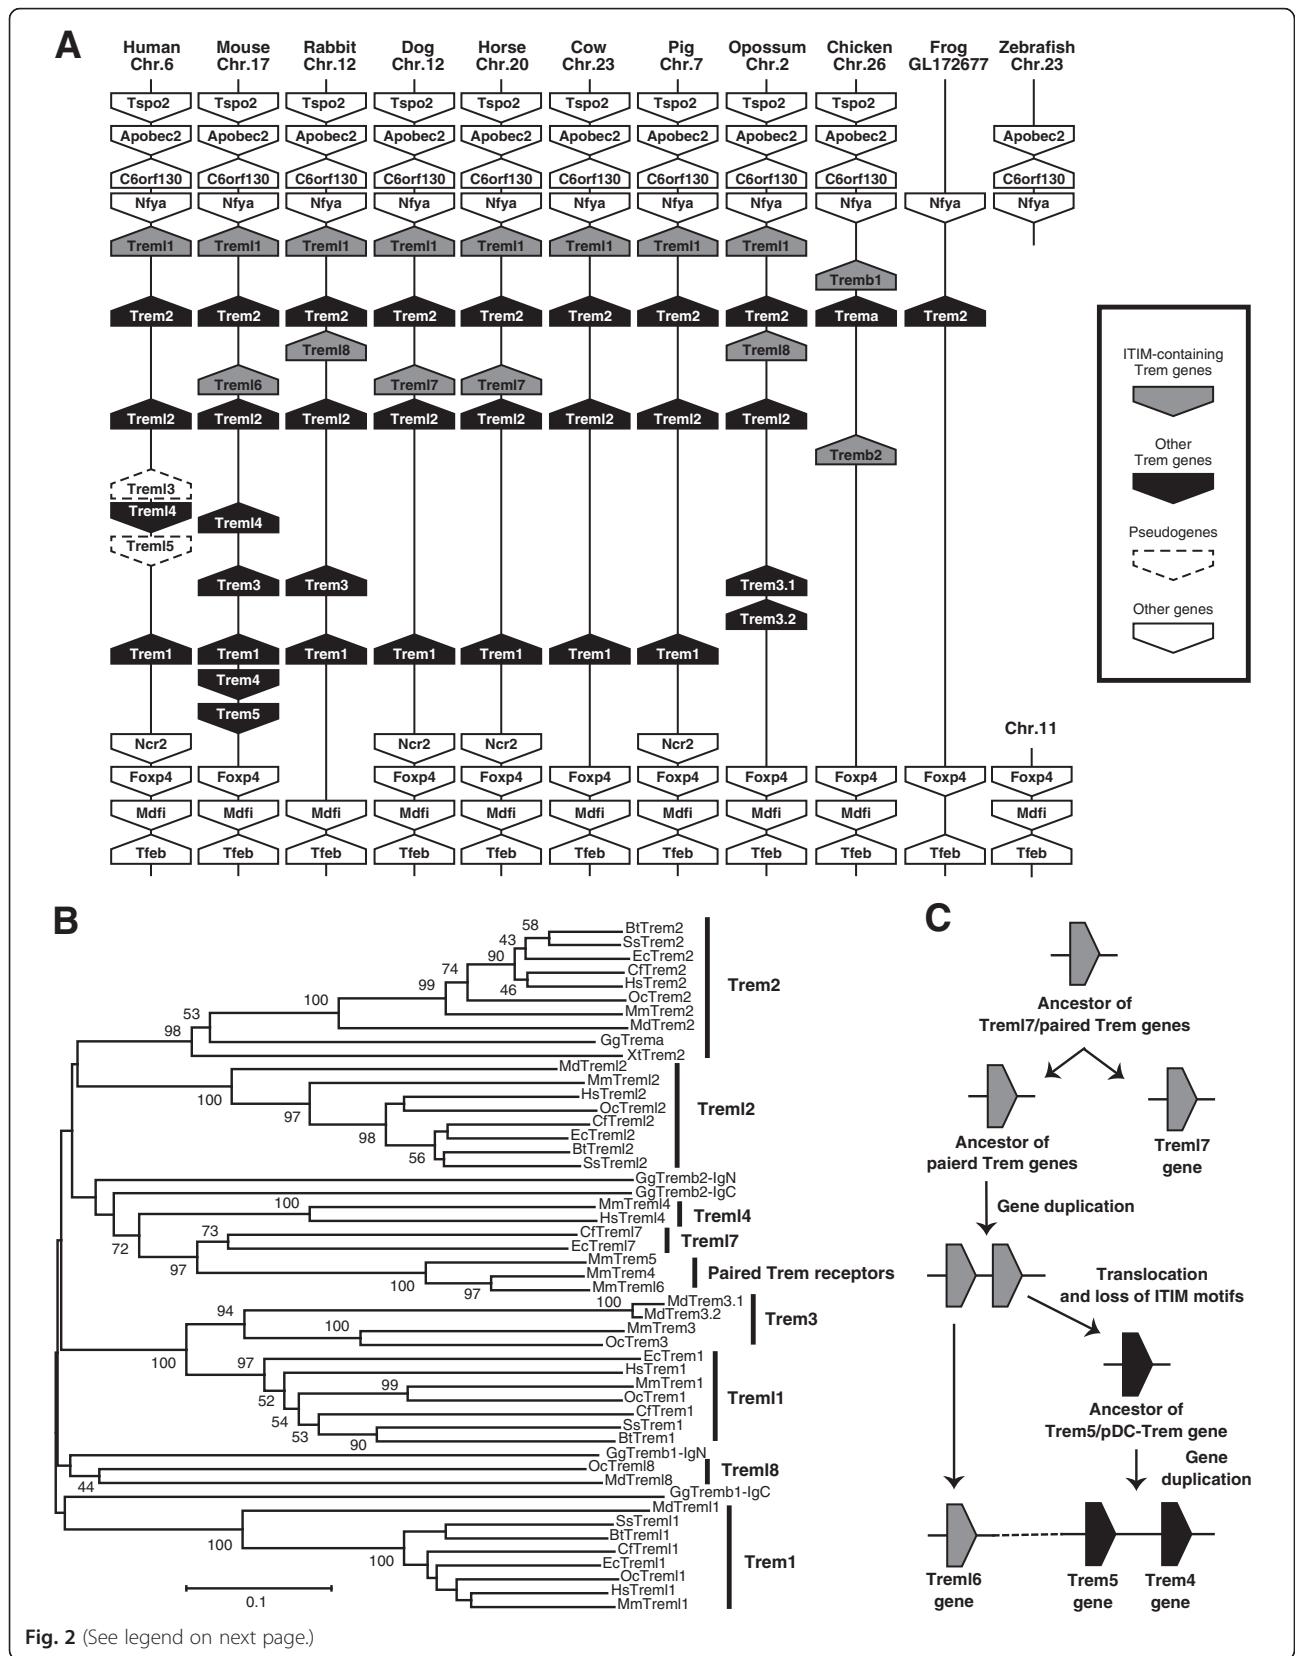 A
Human Mouse Rabbit Dog Horse Cow Pig Opossum Chicken Frog Zebrafish
Chr.6 Chr.17 Chr.12 Chr.12 Chr.20 Chr.23 Chr.7 Chr.2 Chr.26 GL172677 Chr.23
Tspo2 Tspo2 Tspo2 Tspo2 Tspo2 Tspo2 Tspo2 Tspo2 Tspo2
Apobec2 Apobec2 Apobec2 Apobec2 Apobec2 Apobec2 Apobec2 Apobec2 Apobec2 Apobec2
C6orf130 C6orf130 C6orf130 C6orf130 C6orf130 C6orf130 C6orf130 C6orf130 C6orf130 C6orf130
Nfya Nfya Nfya Nfya Nfya Nfya Nfya Nfya Nfya Nfya Nfya
Treml1 Treml1 Treml1 Treml1 Treml1 Treml1 Treml1 Treml1
Tremb1
Trem2 Trem2 Trem2 Trem2 Trem2 Trem2 Trem2 Trem2 Trema Trem2
Treml8 Treml8
Treml6 Treml7 Treml7
Treml2 Treml2 Treml2 Treml2 Treml2 Treml2 Treml2 Treml2
Tremb2
Treml3
Treml4 Treml4
Treml5
Trem3 Trem3 Trem3.1
Trem3.2
Trem1 Trem1 Trem1 Trem1 Trem1 Trem1 Trem1
Trem4
Trem5
Chr.11
Ncr2 Ncr2 Ncr2 Ncr2
Foxp4 Foxp4 Foxp4 Foxp4 Foxp4 Foxp4 Foxp4 Foxp4 Foxp4 Foxp4
Mdfi Mdfi Mdfi Mdfi Mdfi Mdfi Mdfi Mdfi Mdfi Mdfi
Tfeb Tfeb Tfeb Tfeb Tfeb Tfeb Tfeb Tfeb Tfeb Tfeb Tfeb
ITIM-containing
Trem genes
Other
Trem genes
Pseudogenes
Other genes
B
58 BtTrem2
43 SsTrem2
90 EcTrem2
74 CfTrem2
46 HsTrem2
99 OcTrem2
100 MmTrem2
53 MdTrem2
98 GgTrema
XtTrem2
Trem2
MdTreml2
MmTreml2
100 HsTreml2
97 OcTreml2
98 CfTreml2
EcTreml2
56 BtTreml2
SsTreml2
Treml2
GgTremb2-IgN
GgTremb2-IgC
100 MmTreml4
HsTreml4
Treml4
72
73 CfTreml7
EcTreml7
Treml7
97
MmTrem5
100 MmTrem4
97 MmTreml6
Paired Trem receptors
100 MdTrem3.1
94 MdTrem3.2
100 MmTrem3
OcTrem3
Trem3
100
97 EcTrem1
HsTrem1
52 99 MmTrem1
OcTrem1
54 CfTrem1
53 SsTrem1
90 BtTrem1
Treml1
GgTremb1-IgN
OcTreml8
44 MdTreml8
Treml8
GgTremb1-IgC
MdTreml1
100 SsTreml1
BtTreml1
100 CfTreml1
EcTreml1
OcTreml1
HsTreml1
MmTreml1
Trem1
0.1
C
Ancestor of
Treml7/paired Trem genes
Ancestor of
paierd Trem genes
Treml7
gene
Gene duplication
Translocation
and loss of ITIM motifs
Ancestor of
Trem5/pDC-Trem gene
Gene
duplication
Treml6
gene
Trem5
gene
Trem4
gene
Fig. 2 (See legend on next page.)